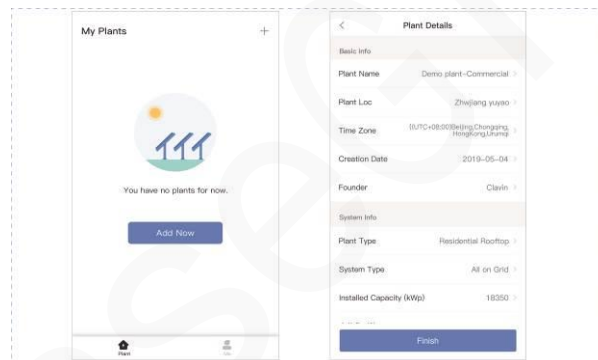 My Plants
+
You have no plants for now.
Add Now
Plant
Me
Plant Details
Basic Info
Plant Name Demo plant-Commercial
Plant Loc Zhwjiang yuyao
Time Zone ((UTC+08:00)Beijing,Chongqing,
HongKong,Urumqi
Creation Date 2019-05-04
Founder Clavin
System Info
Plant Type Residential Rooftop
System Type All on Grid
Installed Capacity (kWp) 18350
Finish